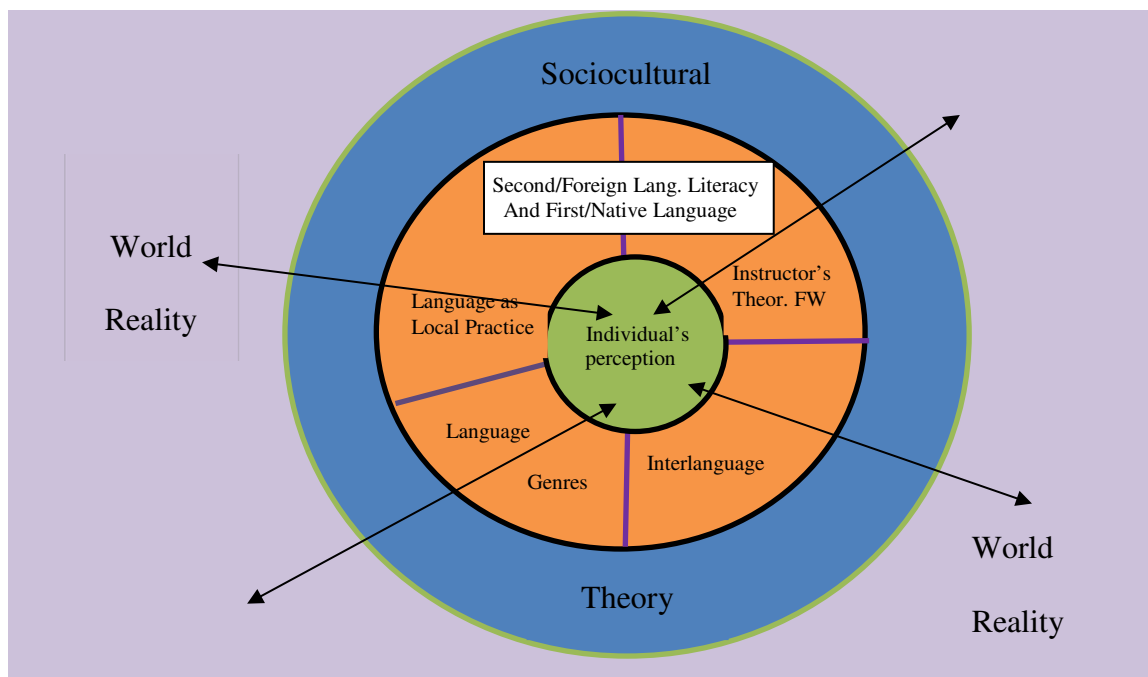 Sociocultural
Second/Foreign Lang. Literacy
And First/Native Language
World
Reality
Language as
Local Practice
Instructor's
Theor. FW
Individual's
perception
Language
Genres
Interlanguage
Theory
World
Reality